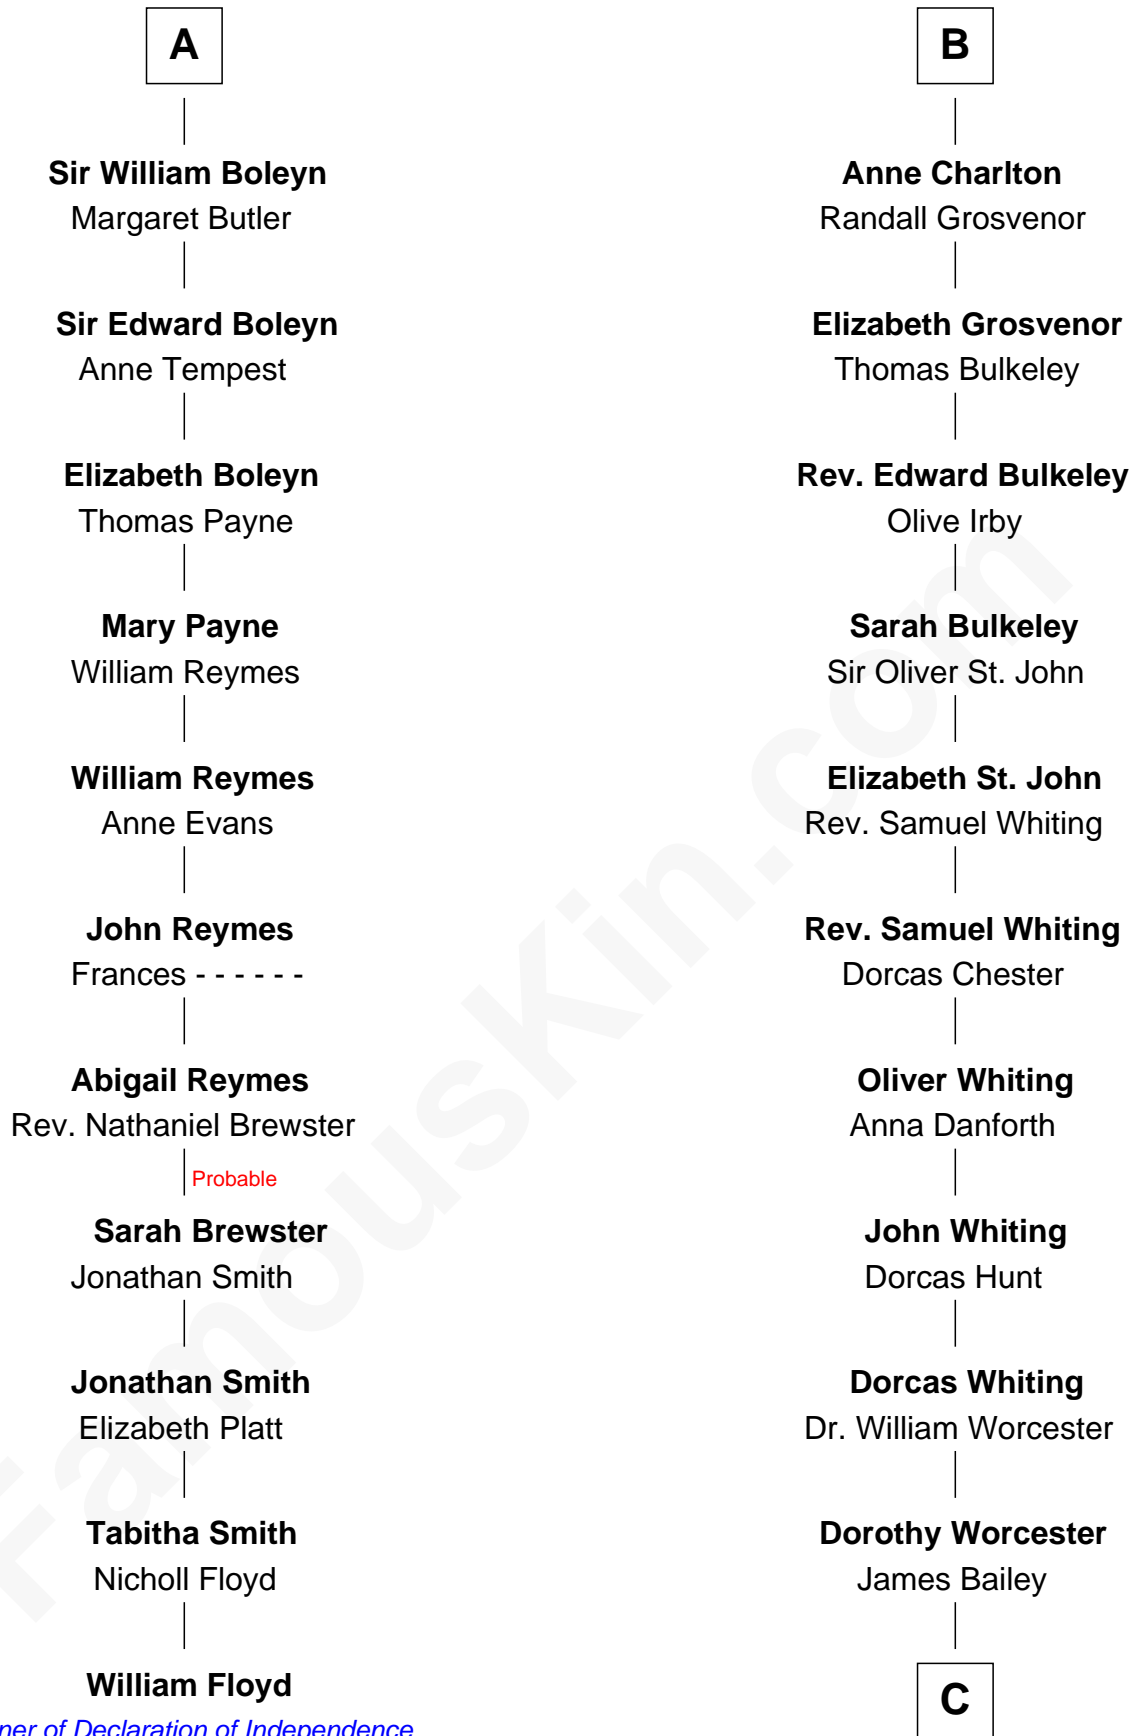 A
Sir William Boleyn
Margaret Butler
Sir Edward Boleyn
Anne Tempest
Elizabeth Boleyn
Thomas Payne
Mary Payne
William Reymes
William Reymes
Anne Evans
John Reymes
Frances - - - - - -
Abigail Reymes
Rev. Nathaniel Brewster
Probable
Sarah Brewster
Jonathan Smith
Jonathan Smith
Elizabeth Platt
Tabitha Smith
Nicholl Floyd
William Floyd
ner of Declaration of Independence
B
Anne Charlton
Randall Grosvenor
Elizabeth Grosvenor
Thomas Bulkeley
Rev. Edward Bulkeley
Olive Irby
Sarah Bulkeley
Sir Oliver St. John
Elizabeth St. John
Rev. Samuel Whiting
Rev. Samuel Whiting
Dorcas Chester
Oliver Whiting
Anna Danforth
John Whiting
Dorcas Hunt
Dorcas Whiting
Dr. William Worcester
Dorothy Worcester
James Bailey
C
FamousKin.com